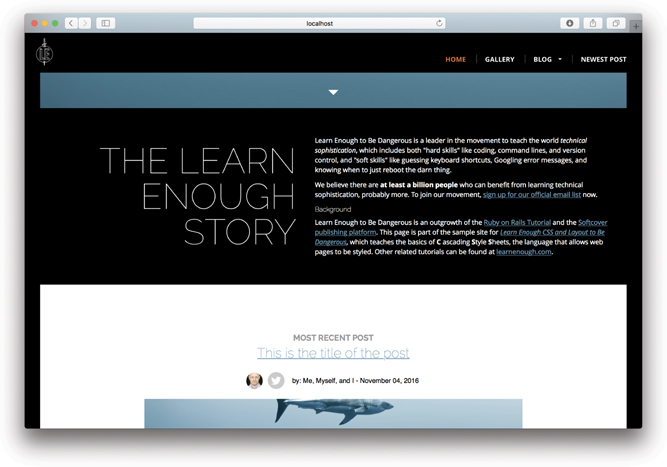 localhost
HOME
GALLERY
BLOG
NEWEST POST
THE LEARN
ENOUGH
STORY
Learn Enough to Be Dangerous is a leader in the movement to teach the world technical
sophistication, which includes both "hard skills" like coding, command lines, and version
control, and "soft skills" like guessing keyboard shortcuts, Googling error messages, and
knowing when to just reboot the darn thing.
We believe there are at least a billion people who can benefit from learning technical
sophistication, probably more. To join our movement, sign up for our official email list now.
Background
Learn Enough to Be Dangerous is an outgrowth of the Ruby on Rails Tutorial and the Softcover
publishing platform. This page is part of the sample site for Learn Enough CSS and Layout to Be
Dangerous, which teaches the basics of C ascading Style Sheets, the language that allows web
pages to be styled. Other related tutorials can be found at learnenough.com.
MOST RECENT POST
This is the title of the post
by: Me, Myself, and I - November 04, 2016